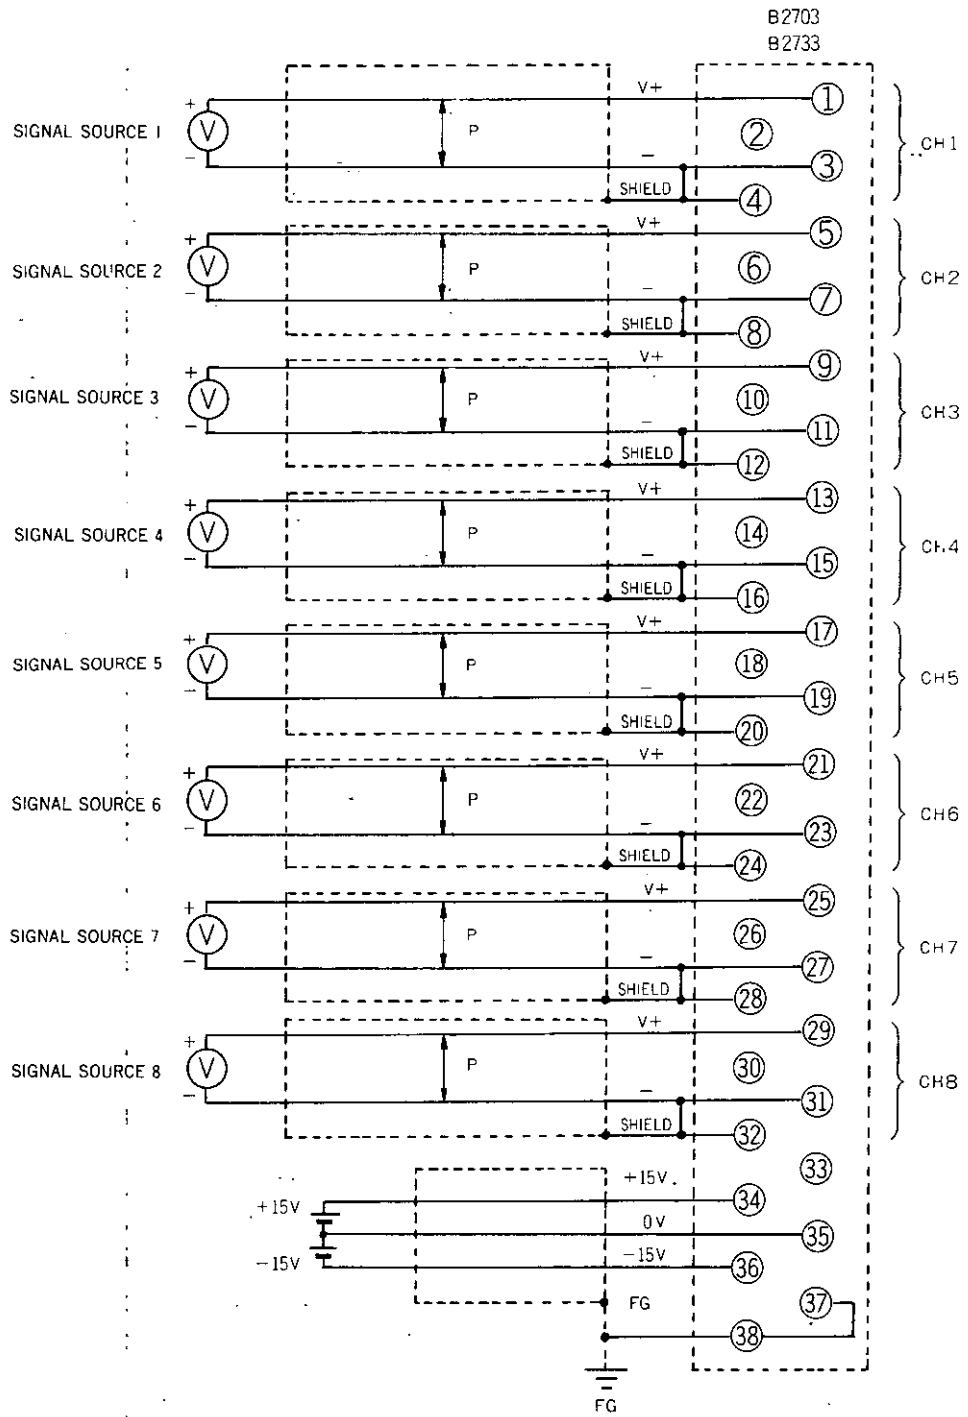 B2703
B2733
V+ ①
SIGNAL SOURCE 1 + V - P ② CH1
- ③
SHIELD ④
V+ ⑤
SIGNAL SOURCE 2 + V - P ⑥ CH2
- ⑦
SHIELD ⑧
V+ ⑨
SIGNAL SOURCE 3 + V - P ⑩ CH3
- ⑪
SHIELD ⑫
V+ ⑬
SIGNAL SOURCE 4 + V - P ⑭ CH4
- ⑮
SHIELD ⑯
V+ ⑰
SIGNAL SOURCE 5 + V - P ⑱ CH5
- ⑲
SHIELD ⑳
V+ ㉑
SIGNAL SOURCE 6 + V - P ㉒ CH6
- ㉓
SHIELD ㉔
V+ ㉕
SIGNAL SOURCE 7 + V - P ㉖ CH7
- ㉗
SHIELD ㉘
V+ ㉙
SIGNAL SOURCE 8 + V - P ㉚ CH8
- ㉛
SHIELD ㉜
㉝
+15V +15V ㉞
0V ㉟
-15V -15V ㊱
FG ㊲
㊳
FG